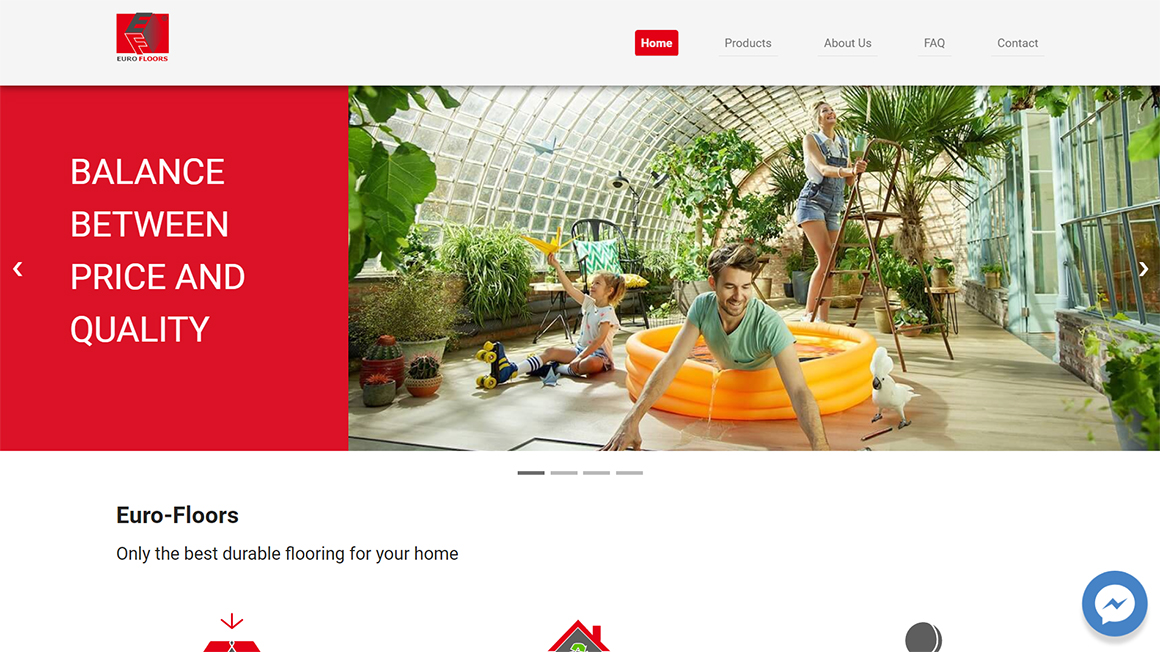 EURO FLOORS
Home
Products
About Us
FAQ
Contact
BALANCE
BETWEEN
PRICE AND
QUALITY
Euro-Floors
Only the best durable flooring for your home